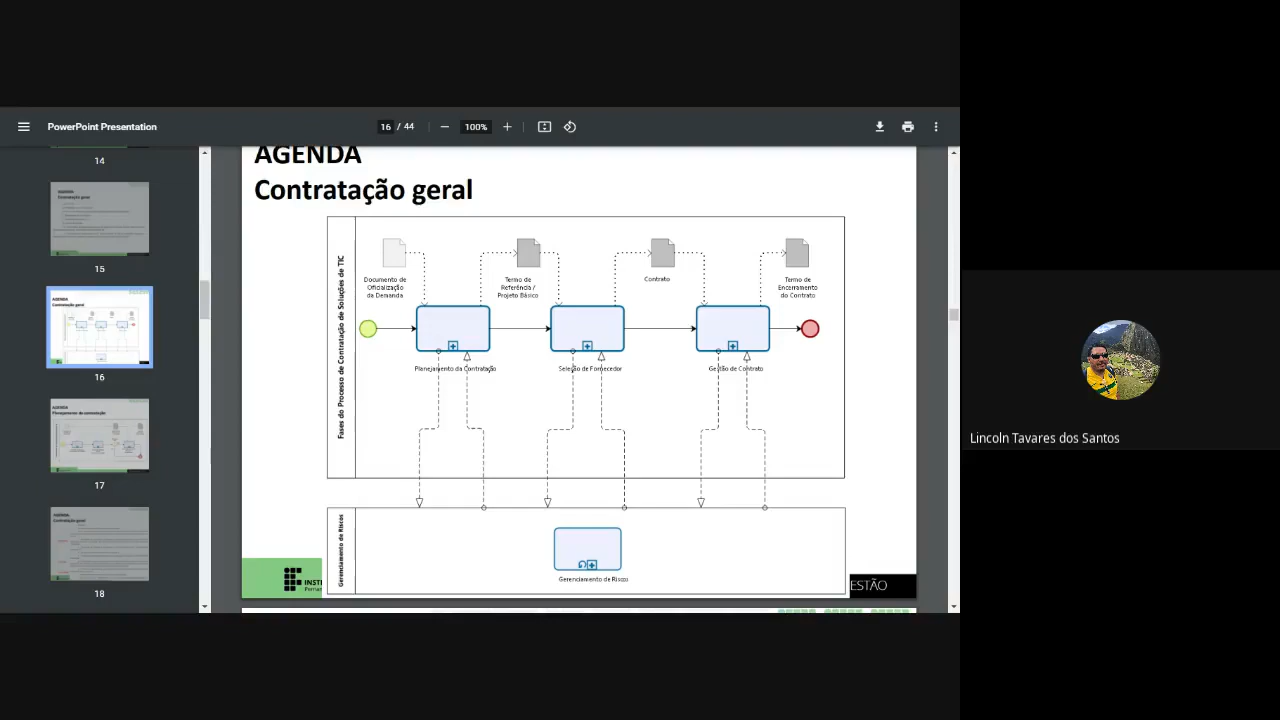 PowerPoint Presentation
16 / 44
100%
14
15
16
17
18
AGENDA
Contratação geral
Fases do Processo de Contratação de Soluções de TIC
Documento de
Oficialização
da Demanda
Termo de
Referência /
Projeto Básico
Contrato
Termo de
Encerramento
do Contrato
Planejamento da Contratação
Seleção de Fornecedor
Gestão de Contrato
Gerenciamento de Riscos
Gerenciamento de Riscos
INST
Pernar
ESTÃO
Lincoln Tavares dos Santos